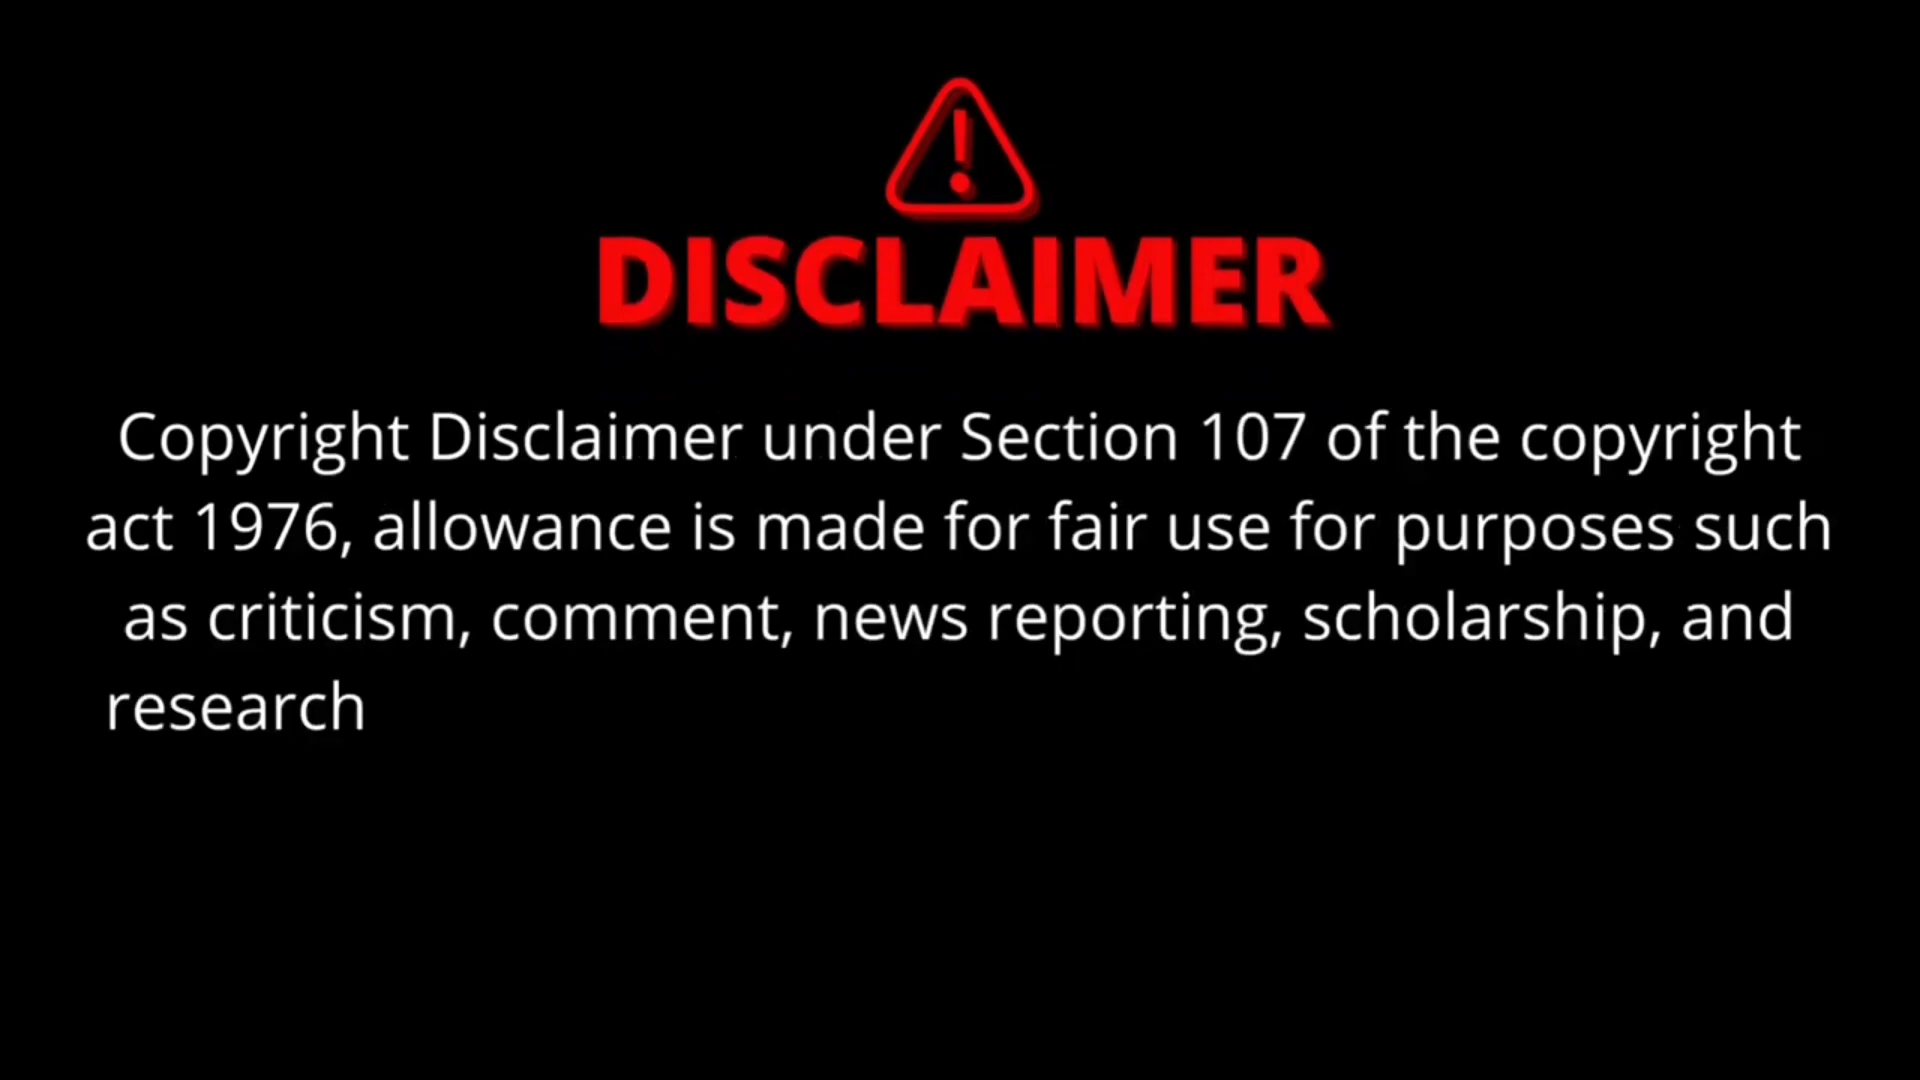 DISCLAIMER
Copyright Disclaimer under Section 107 of the copyright
act 1976, allowance is made for fair use for purposes such
as criticism, comment, news reporting, scholarship, and
research